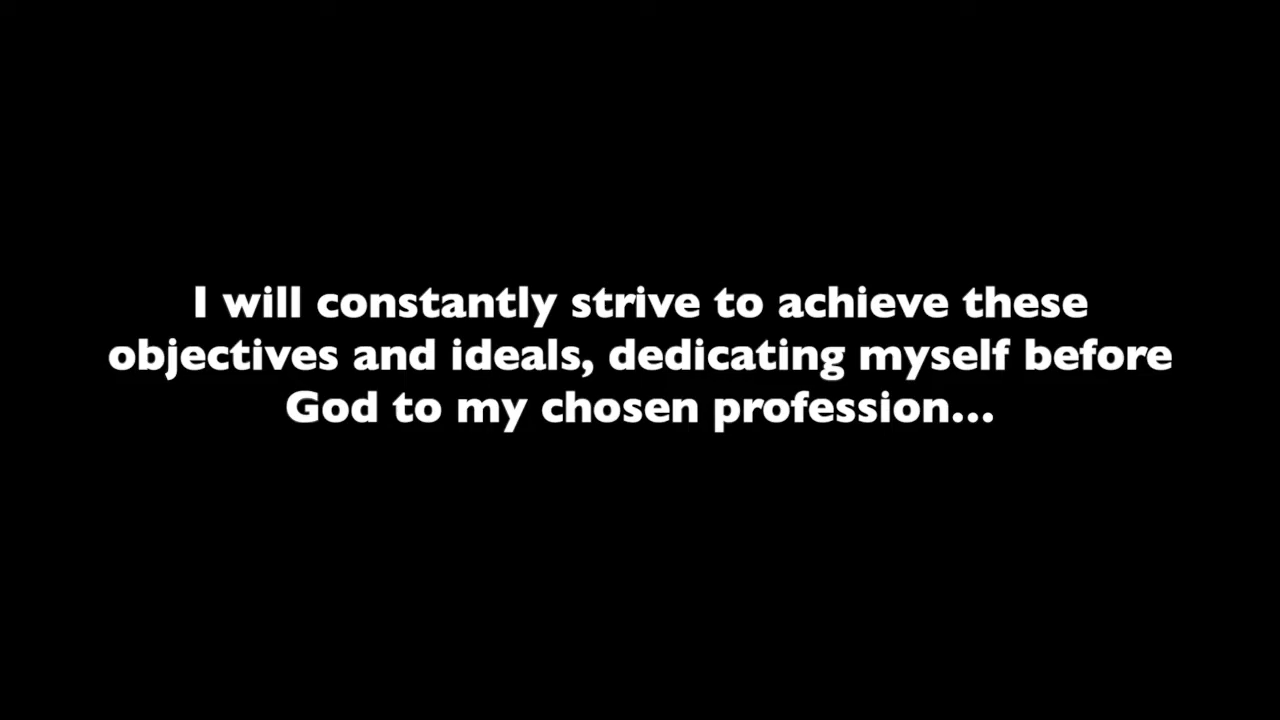 I will constantly strive to achieve these
objectives and ideals, dedicating myself before
God to my chosen profession...